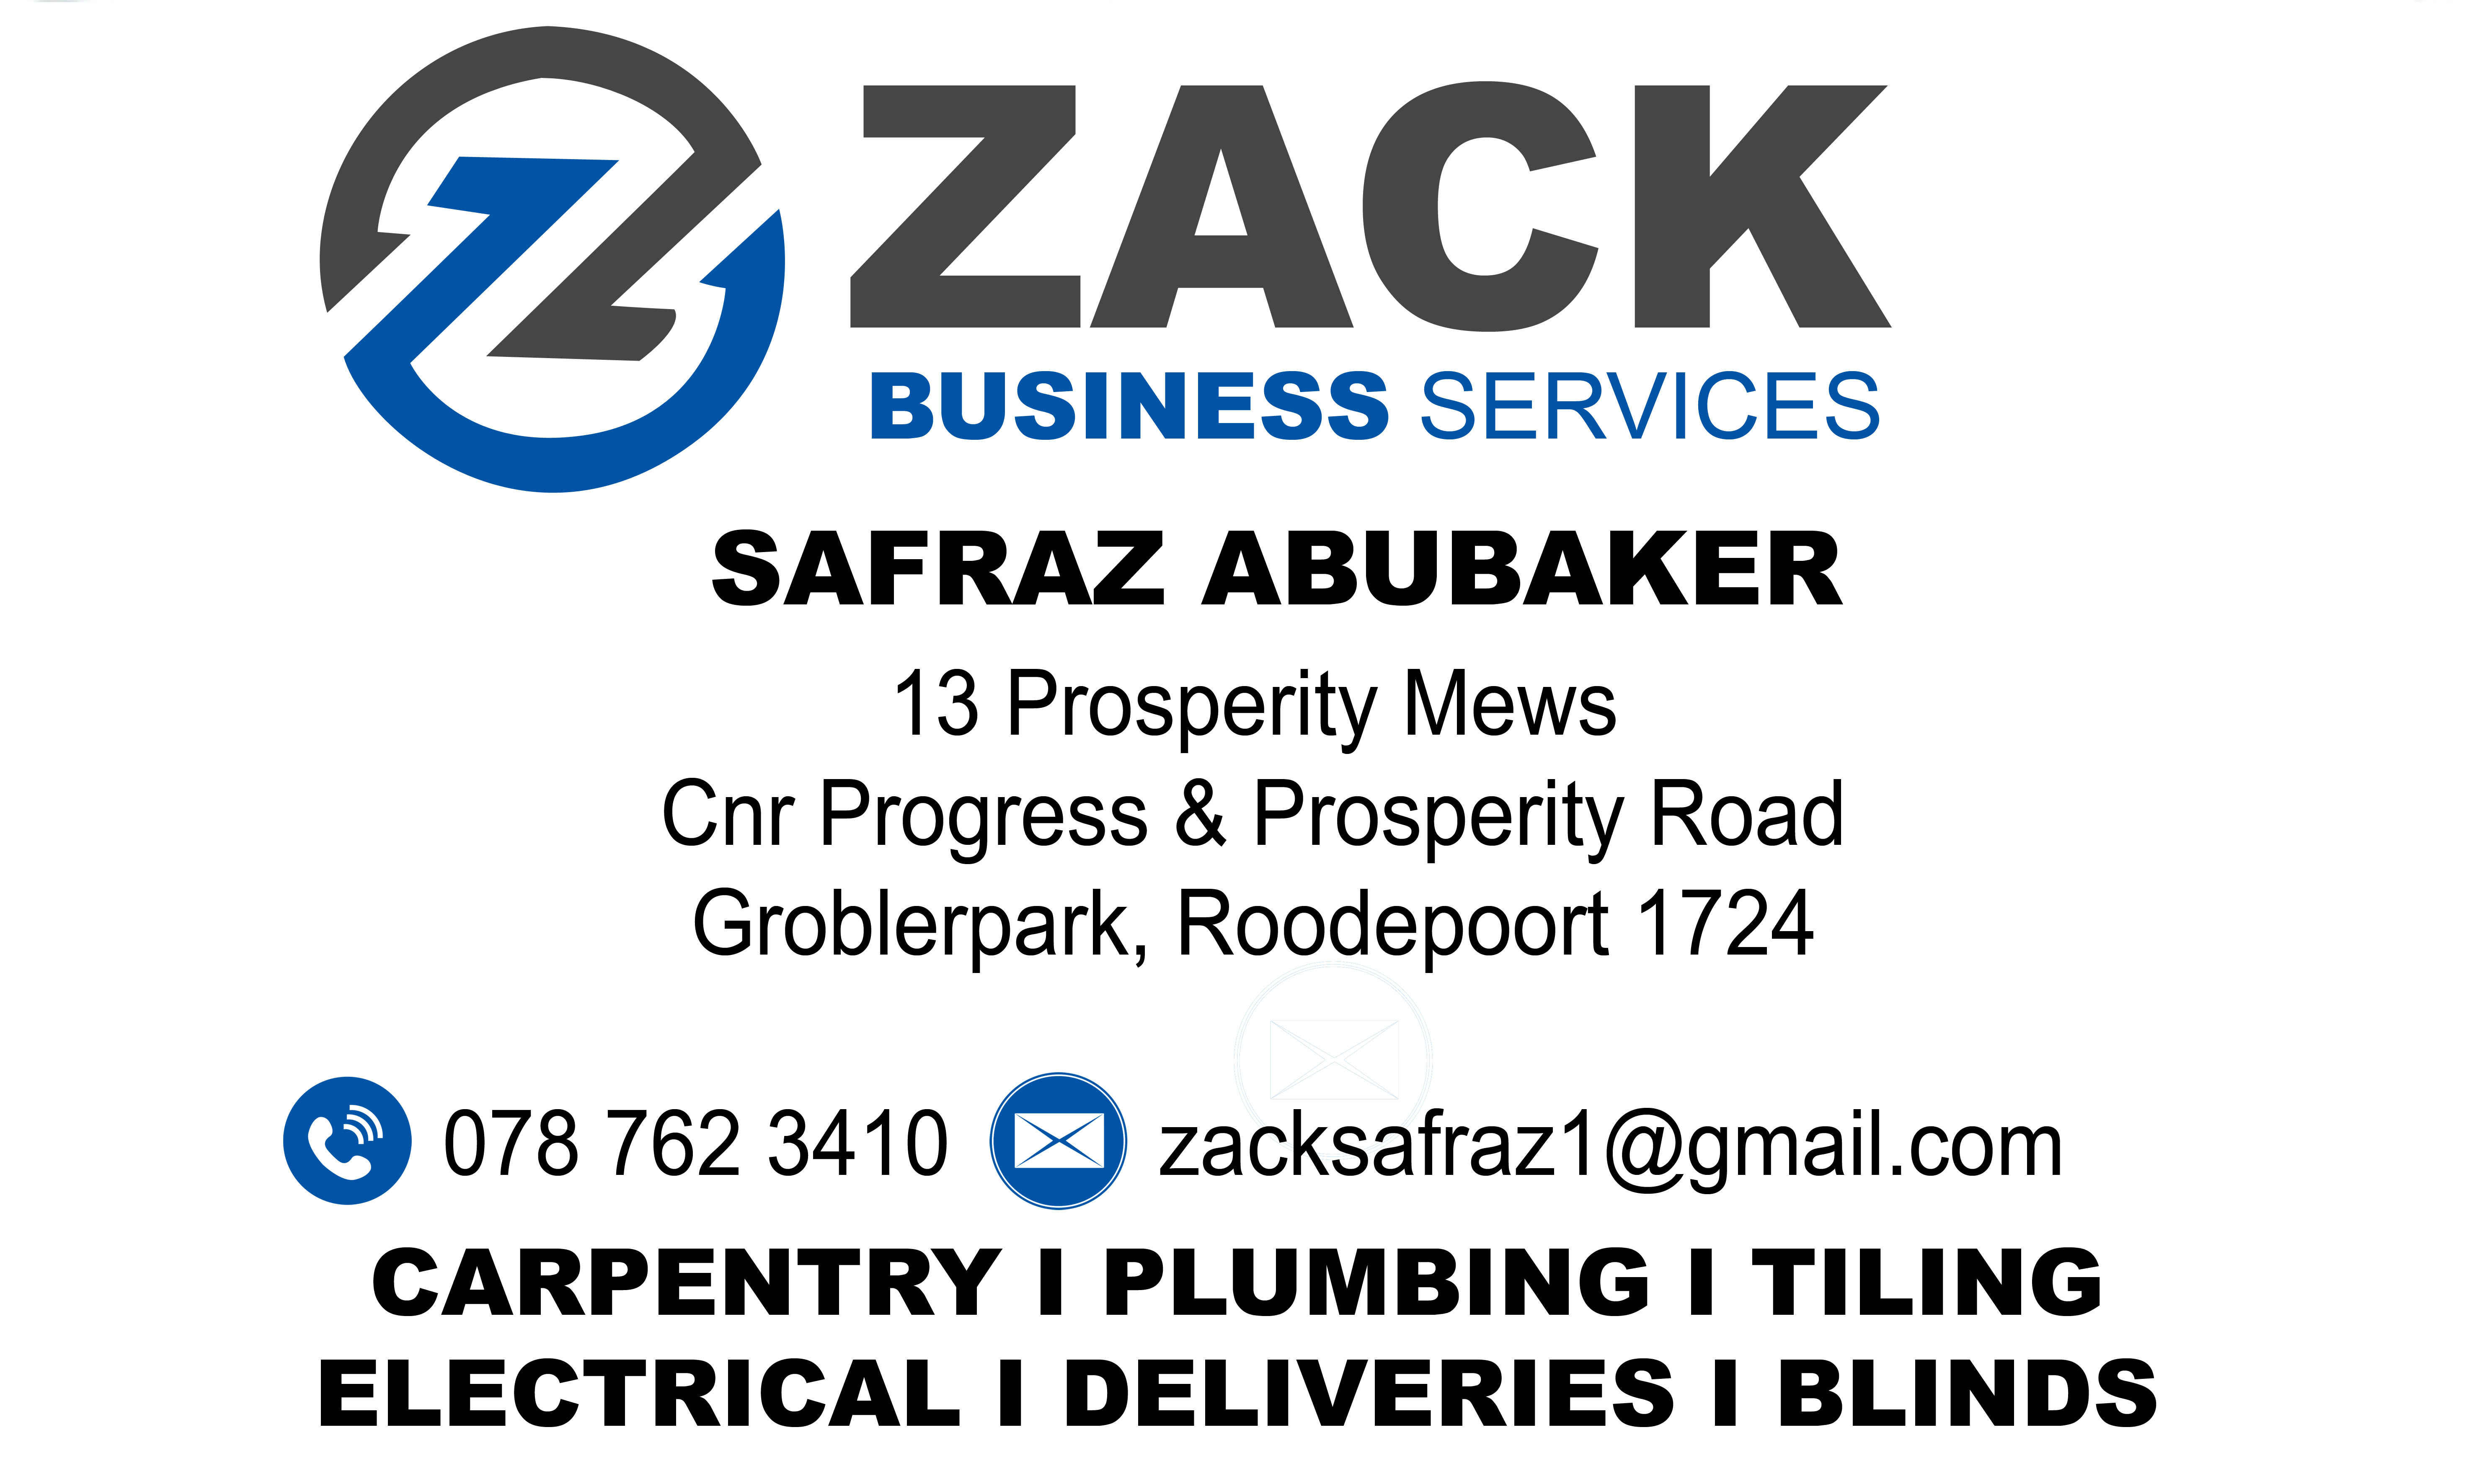 ZACK
BUSINESS SERVICES
SAFRAZ ABUBAKER
13 Prosperity Mews
Cnr Progress & Prosperity Road
Groblerpark, Roodepoort 1724
078 762 3410 zacksafraz1@gmail.com
CARPENTRY I PLUMBING I TILING
ELECTRICAL I DELIVERIES I BLINDS